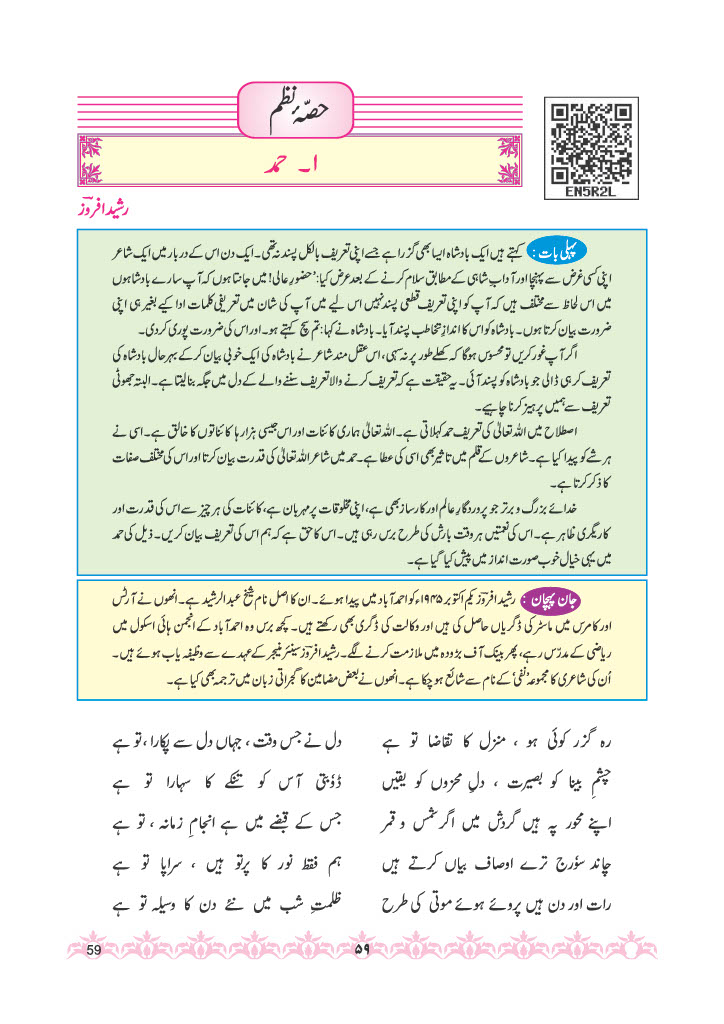 حصّۂ نظم
EN5R2L
۱۔ حمد
رشید افروزؔ
پہلی بات : کہتے ہیں ایک بادشاہ ایسا بھی گزرا ہے جسے اپنی تعریف بالکل پسند نہ تھی۔ ایک دن اس کے دربار میں ایک شاعر
اپنی کسی غرض سے پہنچا اور آدابِ شاہی کے مطابق سلام کرنے کے بعد عرض کیا: ’حضورِ عالی! میں جانتا ہوں کہ آپ سارے بادشاہوں
میں اس لحاظ سے مختلف ہیں کہ آپ کو اپنی تعریف قطعی پسند نہیں اس لیے میں آپ کی شان میں تعریفی کلمات ادا کیے بغیر ہی اپنی
ضرورت بیان کرتا ہوں۔ بادشاہ کو اس کا اندازِ تخاطب پسند آیا۔ بادشاہ نے کہا: تم سچ کہتے ہو۔ اور اس کی ضرورت پوری کردی۔
اگر آپ غور کریں تو محسوس ہوگا کہ کھلے طور پر نہ سہی، اس عقل مند شاعر نے بادشاہ کی ایک خوبی بیان کرکے بہرحال بادشاہ کی
تعریف کر ہی ڈالی جو بادشاہ کو پسند آئی۔ یہ حقیقت ہے کہ تعریف کرنے والا تعریف سننے والے کے دل میں جگہ بنا لیتا ہے۔ البتہ جھوٹی
تعریف سے ہمیں پرہیز کرنا چاہیے۔
اصطلاح میں اللہ تعالیٰ کی تعریف حمد کہلاتی ہے۔ اللہ تعالیٰ ہماری کائنات اور اس جیسی ہزارہا کائناتوں کا خالق ہے۔ اسی نے
ہر شے کو پیدا کیا ہے۔ شاعروں کے قلم میں تاثیر بھی اسی کی عطا ہے۔ حمد میں شاعر اللہ تعالیٰ کی قدرت بیان کرتا اور اس کی مختلف صفات
کا ذکر کرتا ہے۔
خدائے بزرگ و برتر جو پروردگارِ عالم اور کارساز بھی ہے، اپنی مخلوقات پر مہربان ہے، کائنات کی ہر چیز سے اس کی قدرت اور
کاریگری ظاہر ہے۔ اس کی نعمتیں ہر وقت بارش کی طرح برس رہی ہیں۔ اس کا حق ہے کہ ہم اس کی تعریف بیان کریں۔ ذیل کی حمد
میں یہی خیال خوب صورت انداز میں پیش کیا گیا ہے۔
جان پہچان : رشید افروزؔ یکم اکتوبر ۱۹۴۵ء کو احمد آباد میں پیدا ہوئے۔ ان کا اصل نام شیخ عبدالرشید ہے۔ انھوں نے آرٹس
اور کامرس میں ماسٹر کی ڈگریاں حاصل کی ہیں اور وکالت کی ڈگری بھی رکھتے ہیں۔ کچھ برس وہ احمد آباد کے انجمن ہائی اسکول میں
ریاضی کے مدرّس رہے، پھر بینک آف بڑودہ میں ملازمت کرنے لگے۔ رشید افروزؔ سینئر منیجر کے عہدے سے وظیفہ یاب ہوئے ہیں۔
اُن کی شاعری کا مجموعہ ’نفی‘ کے نام سے شائع ہوچکا ہے۔ انھوں نے بعض مضامین کا گجراتی زبان میں ترجمہ بھی کیا ہے۔
رہ گزر کوئی ہو ، منزل کا تقاضا تو ہے دل نے جس وقت ، جہاں دل سے پکارا ، تو ہے
چشمِ بینا کو بصیرت ، دلِ محزوں کو یقیں ڈوبتی آس کو تنکے کا سہارا تو ہے
اپنے محور پہ ہیں گردش میں اگر شمس و قمر جس کے قبضے میں ہے انجامِ زمانہ ، تو ہے
چاند سوٗرج ترے اوصاف بیاں کرتے ہیں ہم فقط نور کا پرتو ہیں ، سراپا تو ہے
رات اور دن ہیں پروئے ہوئے موتی کی طرح ظلمتِ شب میں نئے دن کا وسیلہ تو ہے
۵۹
59